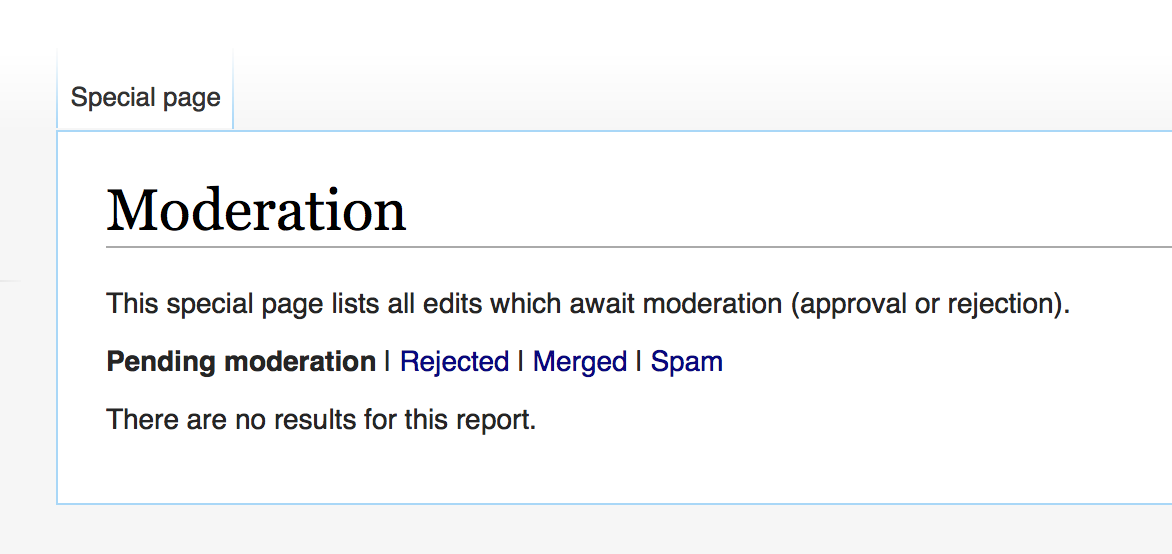 Special page
Moderation
This special page lists all edits which await moderation (approval or rejection).
Pending moderation | Rejected | Merged | Spam
There are no results for this report.